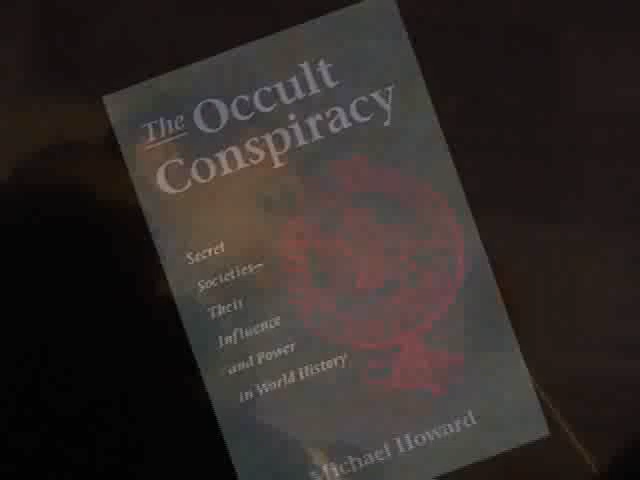 The Occult
Conspiracy
Secret
Societies—
Their
Influence
and Power
in World History
Michael Howard